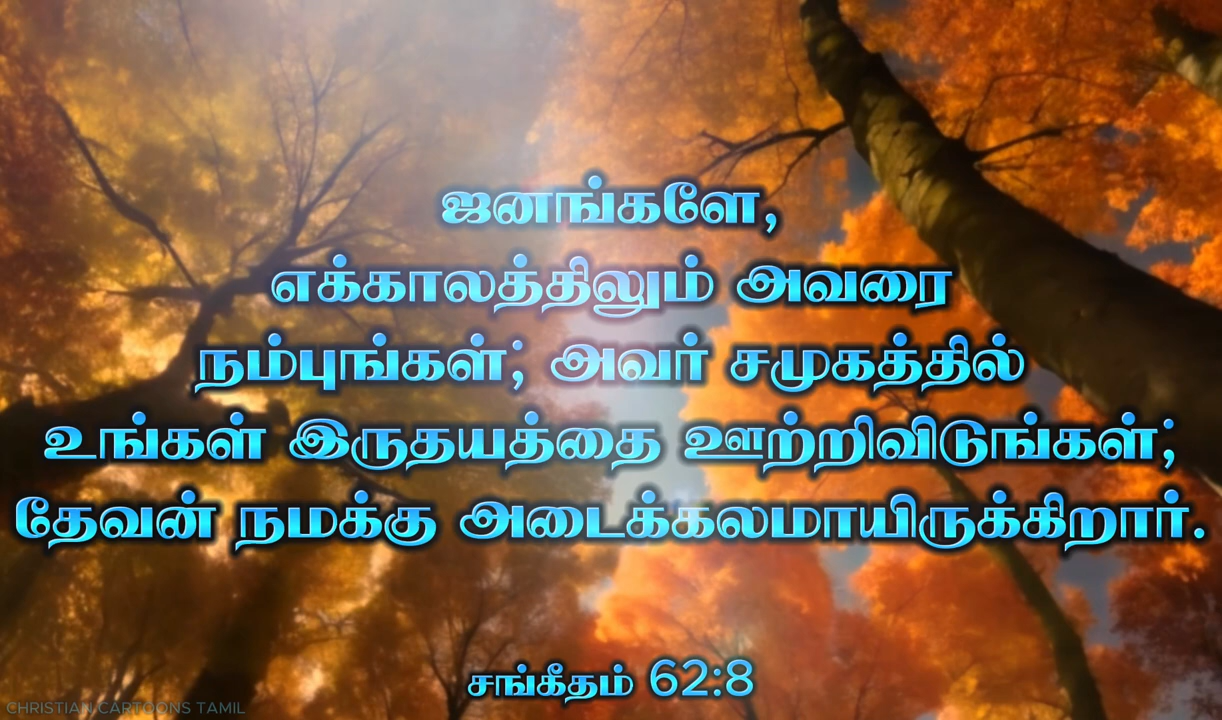 ஜனங்களே,
எக்காலத்திலும் அவரை
நம்புங்கள்; அவர் சமுகத்தில்
உங்கள் இருதயத்தை ஊற்றிவிடுங்கள்;
தேவன் நமக்கு அடைக்கலமாயிருக்கிறார்.
சங்கீதம் 62:8
CHRISTIAN CARTOONS TAMIL